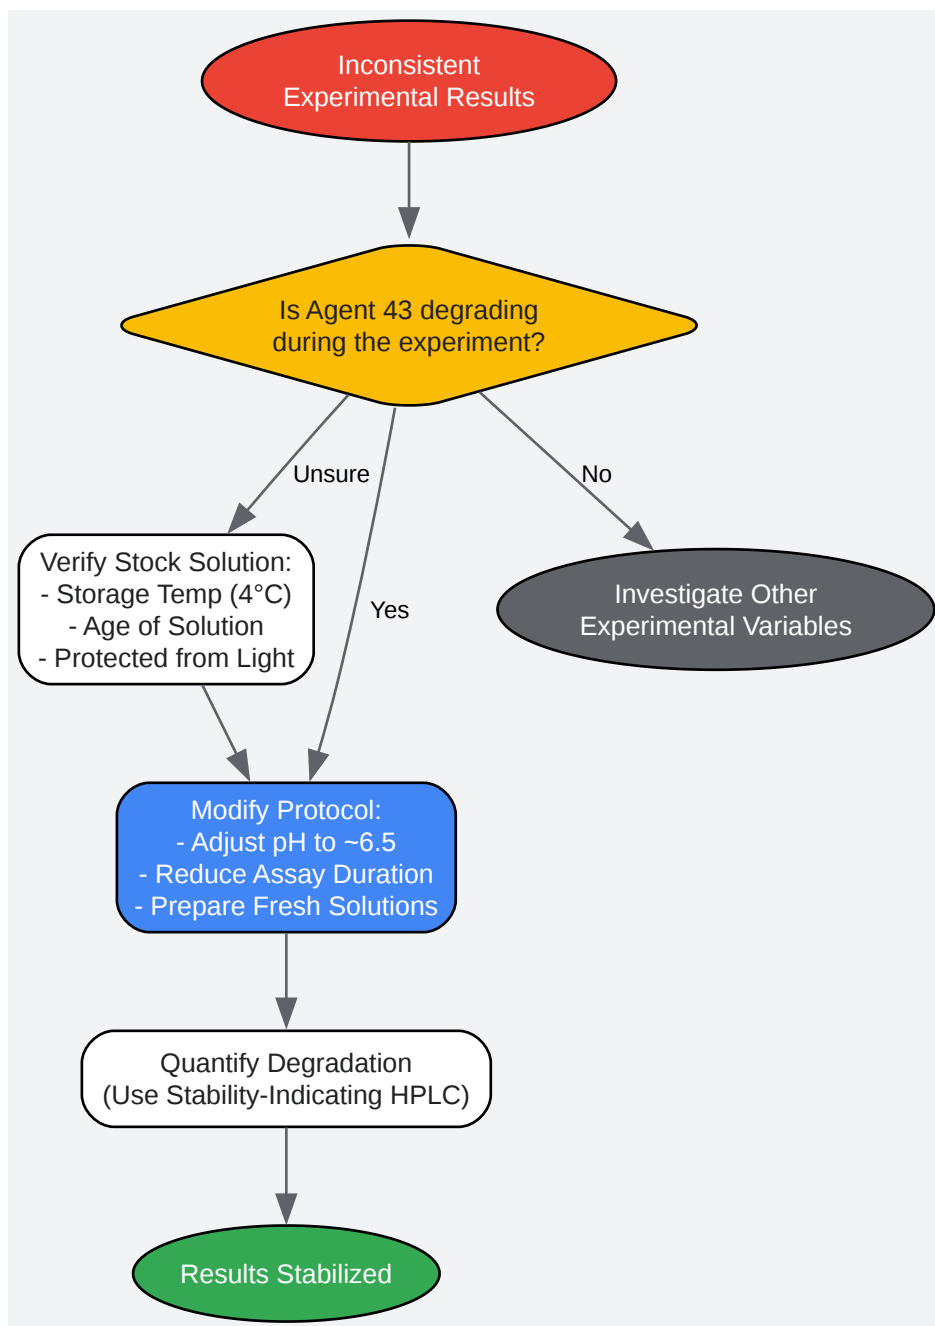 Inconsistent
Experimental Results
Is Agent 43 degrading
during the experiment?
Unsure
No
Verify Stock Solution:
- Storage Temp (4°C)
- Age of Solution
- Protected from Light
Yes
Investigate Other
Experimental Variables
Modify Protocol:
- Adjust pH to ~6.5
- Reduce Assay Duration
- Prepare Fresh Solutions
Quantify Degradation
(Use Stability-Indicating HPLC)
Results Stabilized